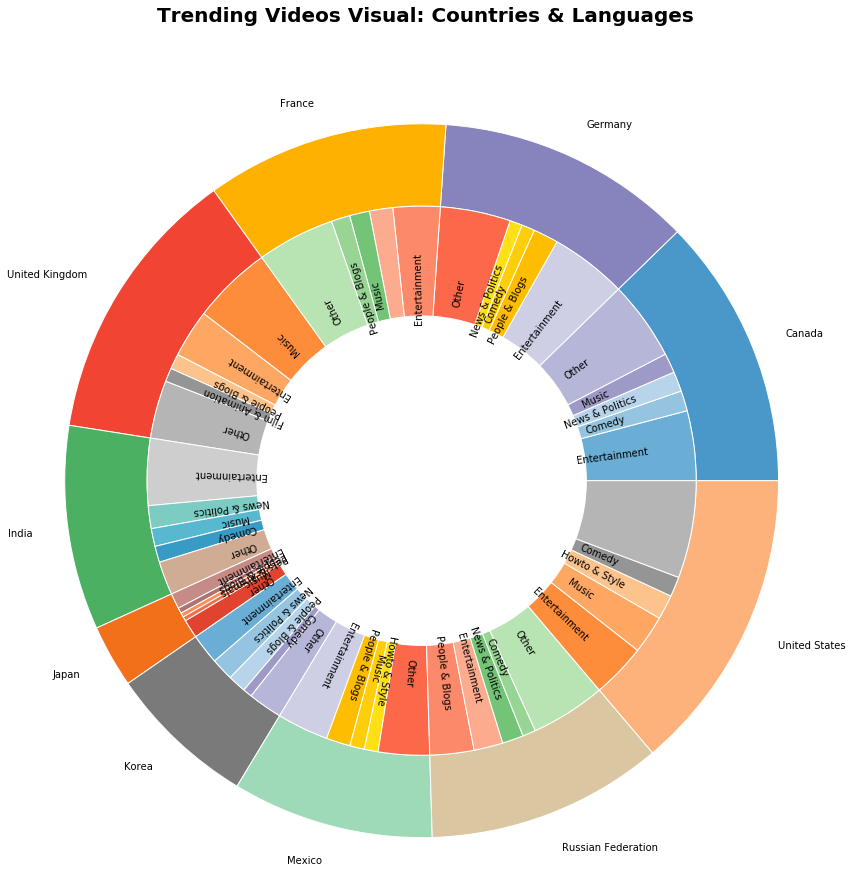 Trending Videos Visual: Countries & Languages
France
Germany
United Kingdom
Canada
India
Japan
United States
Korea
Mexico
Russian Federation
Entertainment
Comedy
News & Politics
Music
Other
Entertainment
People & Blogs
Comedy
News & Politics
Other
Entertainment
Music
People & Blogs
Other
Music
Entertainment
People & Blogs
Film & Animation
Other
Entertainment
News & Politics
Music
Comedy
Other
Entertainment
Other
Entertainment
News & Politics
People & Blogs
Comedy
Other
Entertainment
People & Blogs
Music
Howto & Style
Other
People & Blogs
Entertainment
News & Politics
Comedy
Other
Entertainment
Music
Howto & Style
Comedy